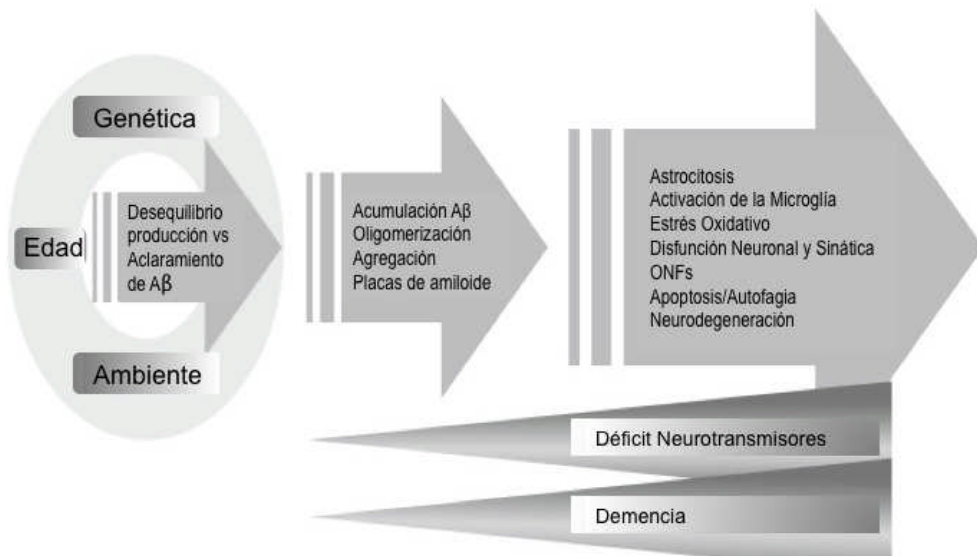 Genética
Edad
Desequilibrio
producción vs
Aclaramiento
de Aβ
Ambiente
Acumulación Aβ
Oligomerización
Agregación
Placas de amiloide
Astrocitosis
Activación de la Microglía
Estrés Oxidativo
Disfunción Neuronal y Sinática
ONFs
Apoptosis/Autofagia
Neurodegeneración
Déficit Neurotransmisores
Demencia